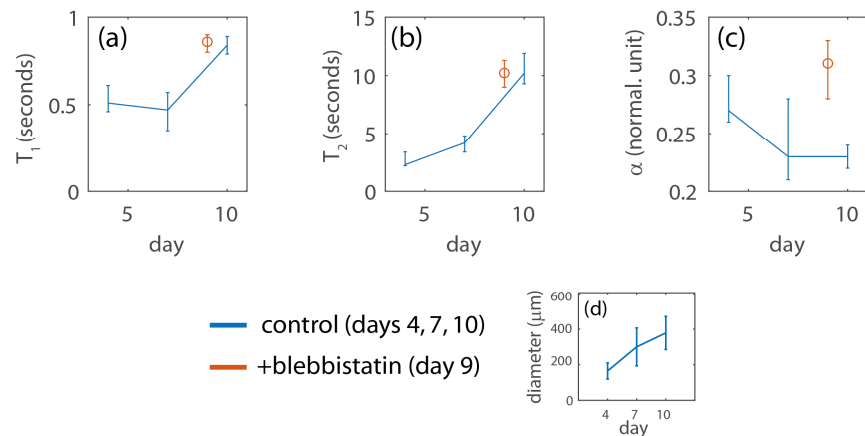 (a)
1
0.5
0
5
10
T1 (seconds)
day
(b)
15
10
5
0
5
10
T2 (seconds)
day
(c)
0.35
0.3
0.25
0.2
5
10
α (normal. unit)
day
control (days 4, 7, 10)
+blebbistatin (day 9)
(d)
600
400
200
0
4
7
10
diameter (μm)
day